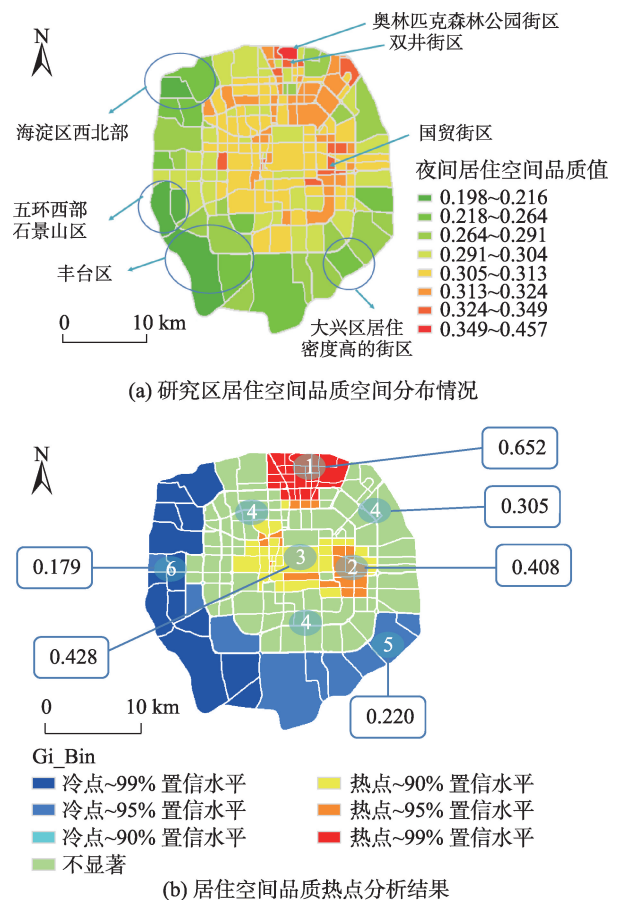 N
奥林匹克森林公园街区
双井街区
海淀区西北部
国贸街区
五环西部
石景山区
丰台区
夜间居住空间品质值
0.198~0.216
0.218~0.264
0.264~0.291
0.291~0.304
0.305~0.313
0.313~0.324
0.324~0.349
0.349~0.457
0 10 km
大兴区居住
密度高的街区
(a) 研究区居住空间品质空间分布情况
N
1
0.652
4
4
0.305
3
0.179
6
2
0.408
4
0.428
5
0.220
0 10 km
Gi_Bin
冷点~99% 置信水平
冷点~95% 置信水平
冷点~90% 置信水平
不显著
热点~90% 置信水平
热点~95% 置信水平
热点~99% 置信水平
(b) 居住空间品质热点分析结果